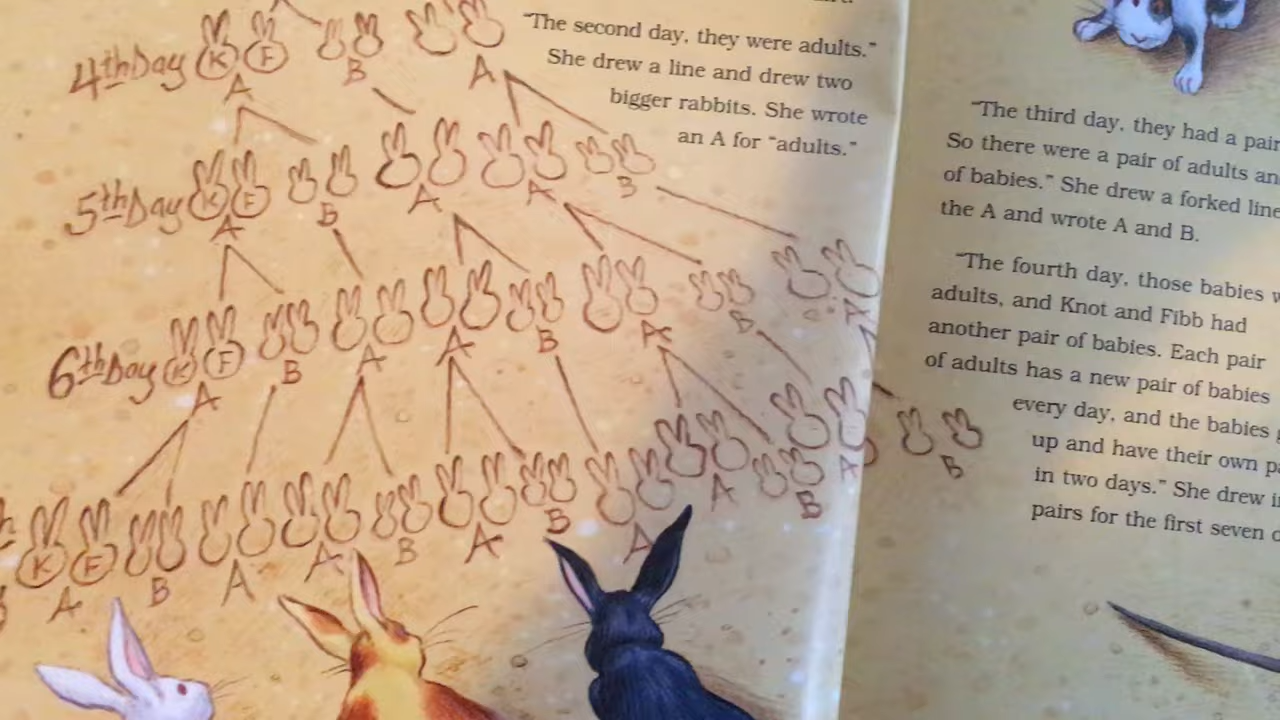 "The second day, they were adults."
She drew a line and drew two
bigger rabbits. She wrote
an A for "adults."
4th Day K F
A B A
5th Day K F
A B A A B
6th Day K F
A B A A B A B A
K F
A B A A B A B A A B A B
"The third day, they had a pair
So there were a pair of adults
of babies." She drew a forked line
the A and wrote A and B.
"The fourth day, those babies
adults, and Knot and Fibb had
another pair of babies. Each pair
of adults has a new pair of babies
every day, and the babies
up and have their own
in two days." She drew
pairs for the first seven